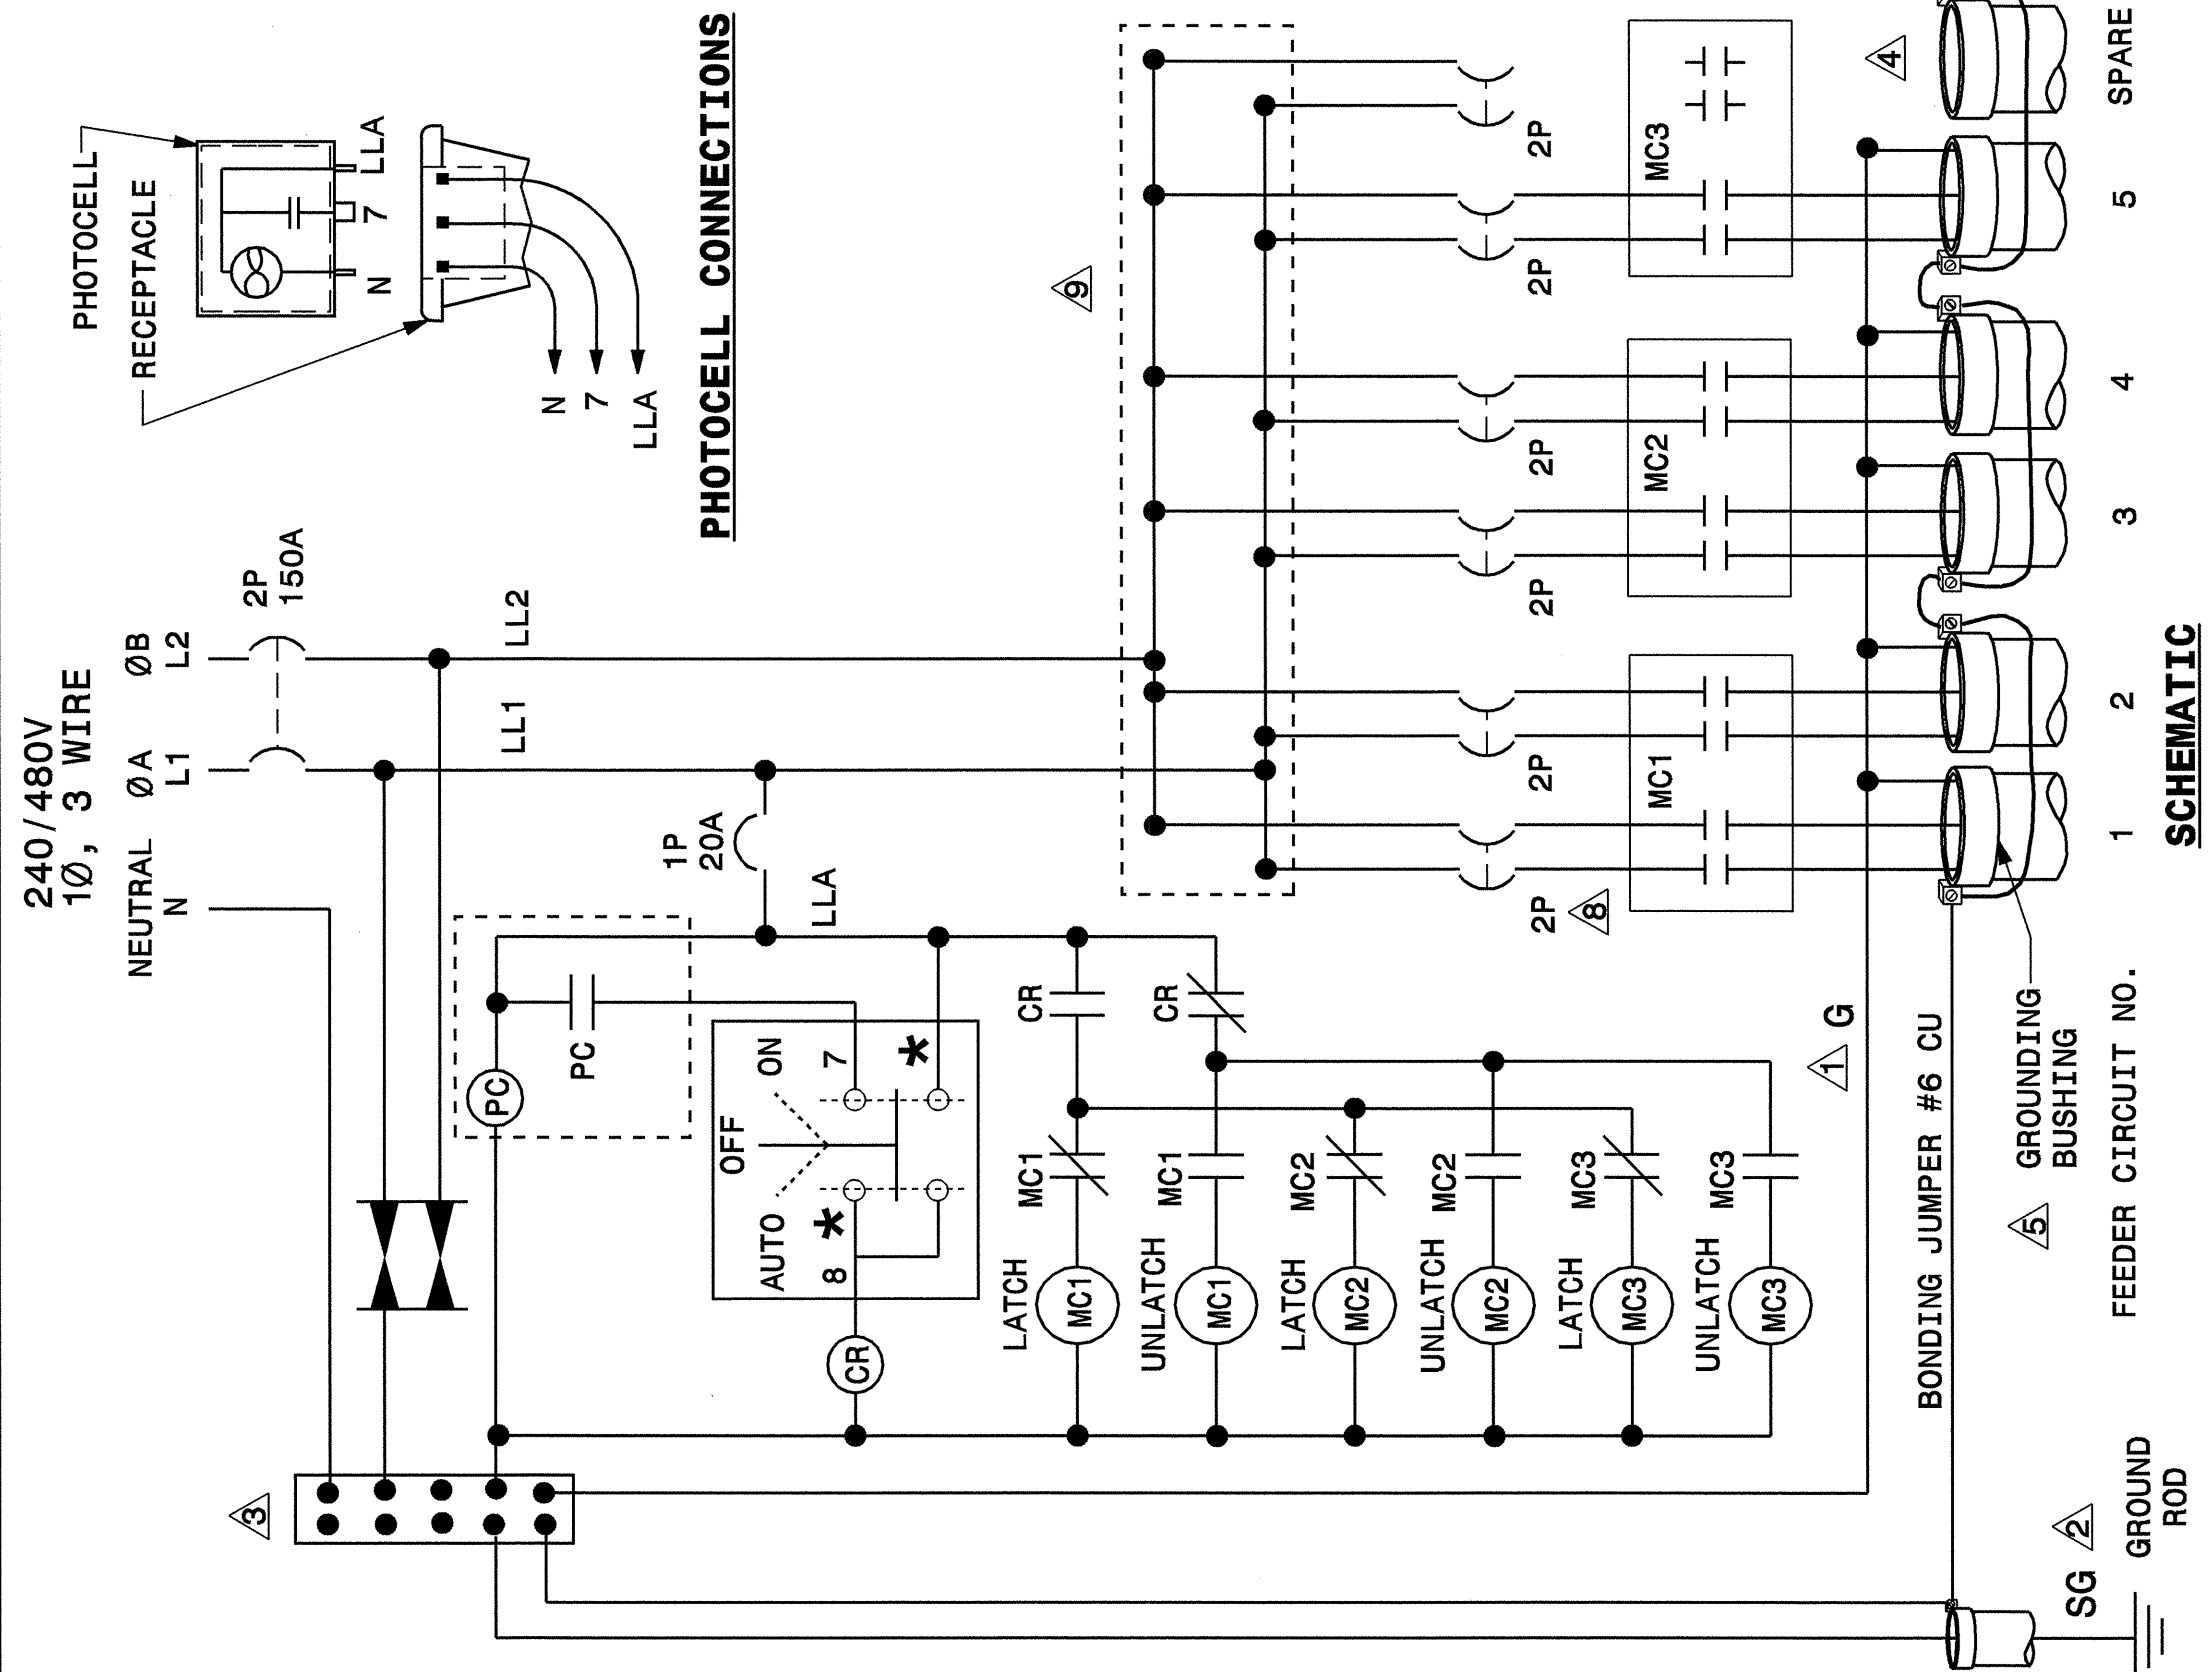 240/480V
1Ø, 3 WIRE
NEUTRAL
N
ØA
L1
ØB
L2
2P
150A
LL1
LL2
PHOTOCELL
RECEPTACLE
N
7
LLA
N
7
LLA
PHOTOCELL CONNECTIONS
1P
20A
LLA
PC
PC
OFF
AUTO
ON
7
*
8
*
CR
CR
CR
LATCH
MC1
MC1
UNLATCH
MC1
MC1
LATCH
MC2
MC2
UNLATCH
MC2
MC2
LATCH
MC3
MC3
UNLATCH
MC3
MC3
3
9
2P
8
2P
2P
2P
2P
2P
MC1
MC2
MC3
1
G
4
BONDING JUMPER #6 CU
5
GROUNDING
BUSHING
FEEDER CIRCUIT NO.
1
2
3
4
5
SPARE
SG
2
GROUND
ROD
SCHEMATIC